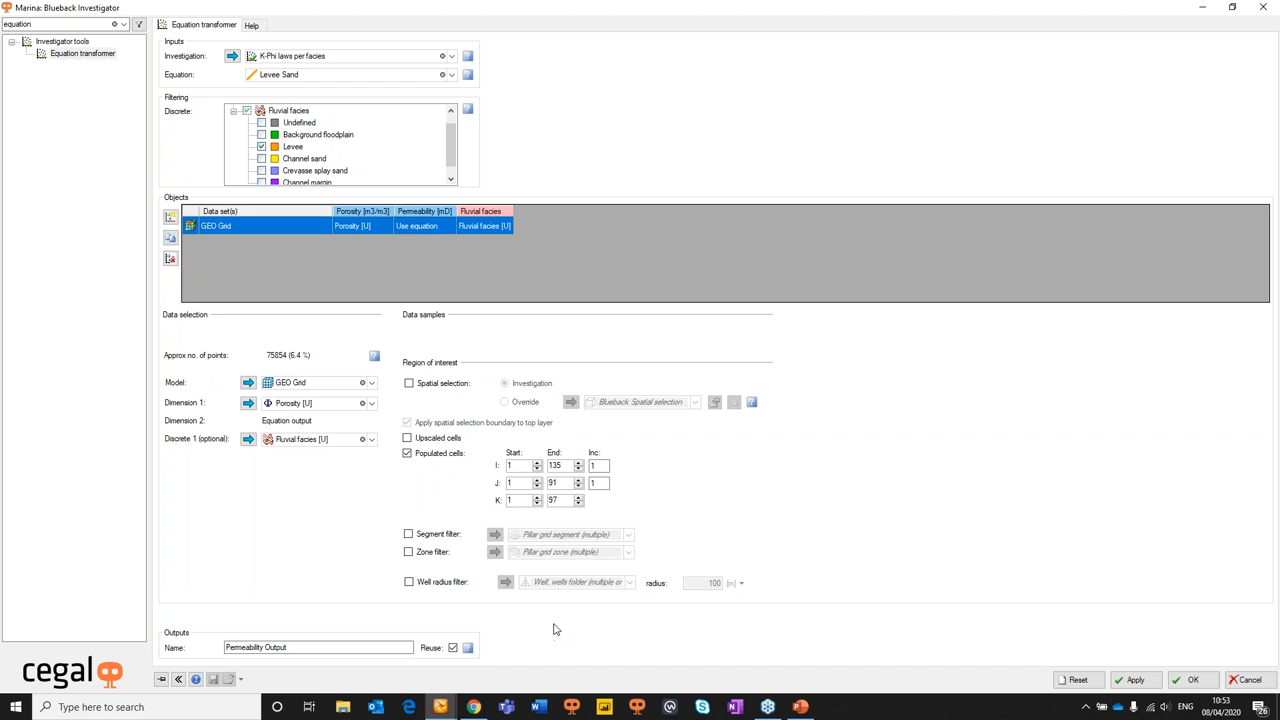 Marina: Blueback Investigator
equation
Investigator tools
Equation transformer
Equation transformer
Help
Inputs
Investigation:
K-Phi laws per facies
Equation:
Levee Sand
Filtering
Discrete:
Fluvial facies
Undefined
Background floodplain
Levee
Channel sand
Crevasse splay sand
Channel margin
Objects
Data set(s) Porosity [m3/m3] Permeability [mD] Fluvial facies
GEO Grid Porosity [U] Use equation Fluvial facies [U]
Data selection
Data samples
Approx no. of points: 75854 (6.4 %)
Region of interest
Model: GEO Grid
Spatial selection: Investigation
Dimension 1: Porosity [U]
Override Blueback Spatial selection
Dimension 2: Equation output
Apply spatial selection boundary to top layer
Discrete 1 (optional): Fluvial facies [U]
Upscaled cells
Populated cells: Start: End: Inc:
I: 1 135 1
J: 1 91 1
K: 1 97
Segment filter: Pillar grid segment (multiple)
Zone filter: Pillar grid zone (multiple)
Well radius filter: Well, wells folder (multiple or radius: 100 [m]
Outputs
Name: Permeability Output Reuse:
cegal
Reset Apply OK Cancel
Type here to search
10:53
08/04/2020